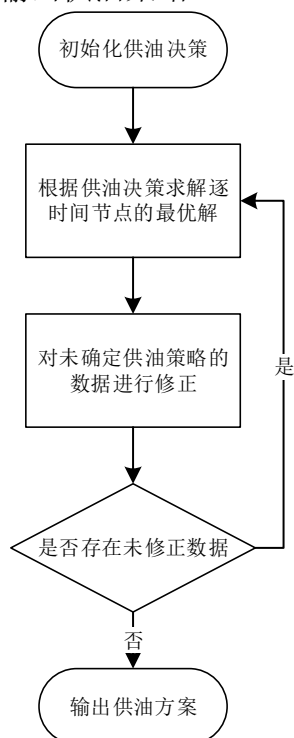 初始化供油决策
根据供油决策求解逐
时间节点的最优解
对未确定供油策略的
数据进行修正
是否存在未修正数据
是
否
输出供油方案